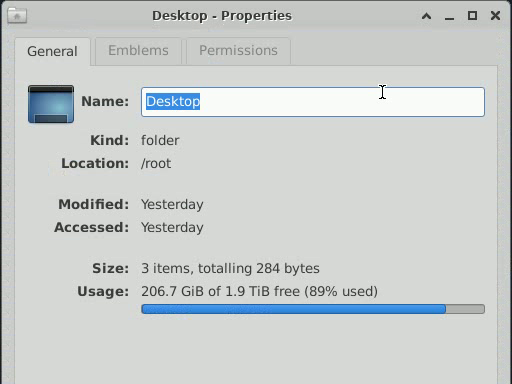 Desktop - Properties
General Emblems Permissions
Name: Desktop
Kind: folder
Location: /root
Modified: Yesterday
Accessed: Yesterday
Size: 3 items, totalling 284 bytes
Usage: 206.7 GiB of 1.9 TiB free (89% used)